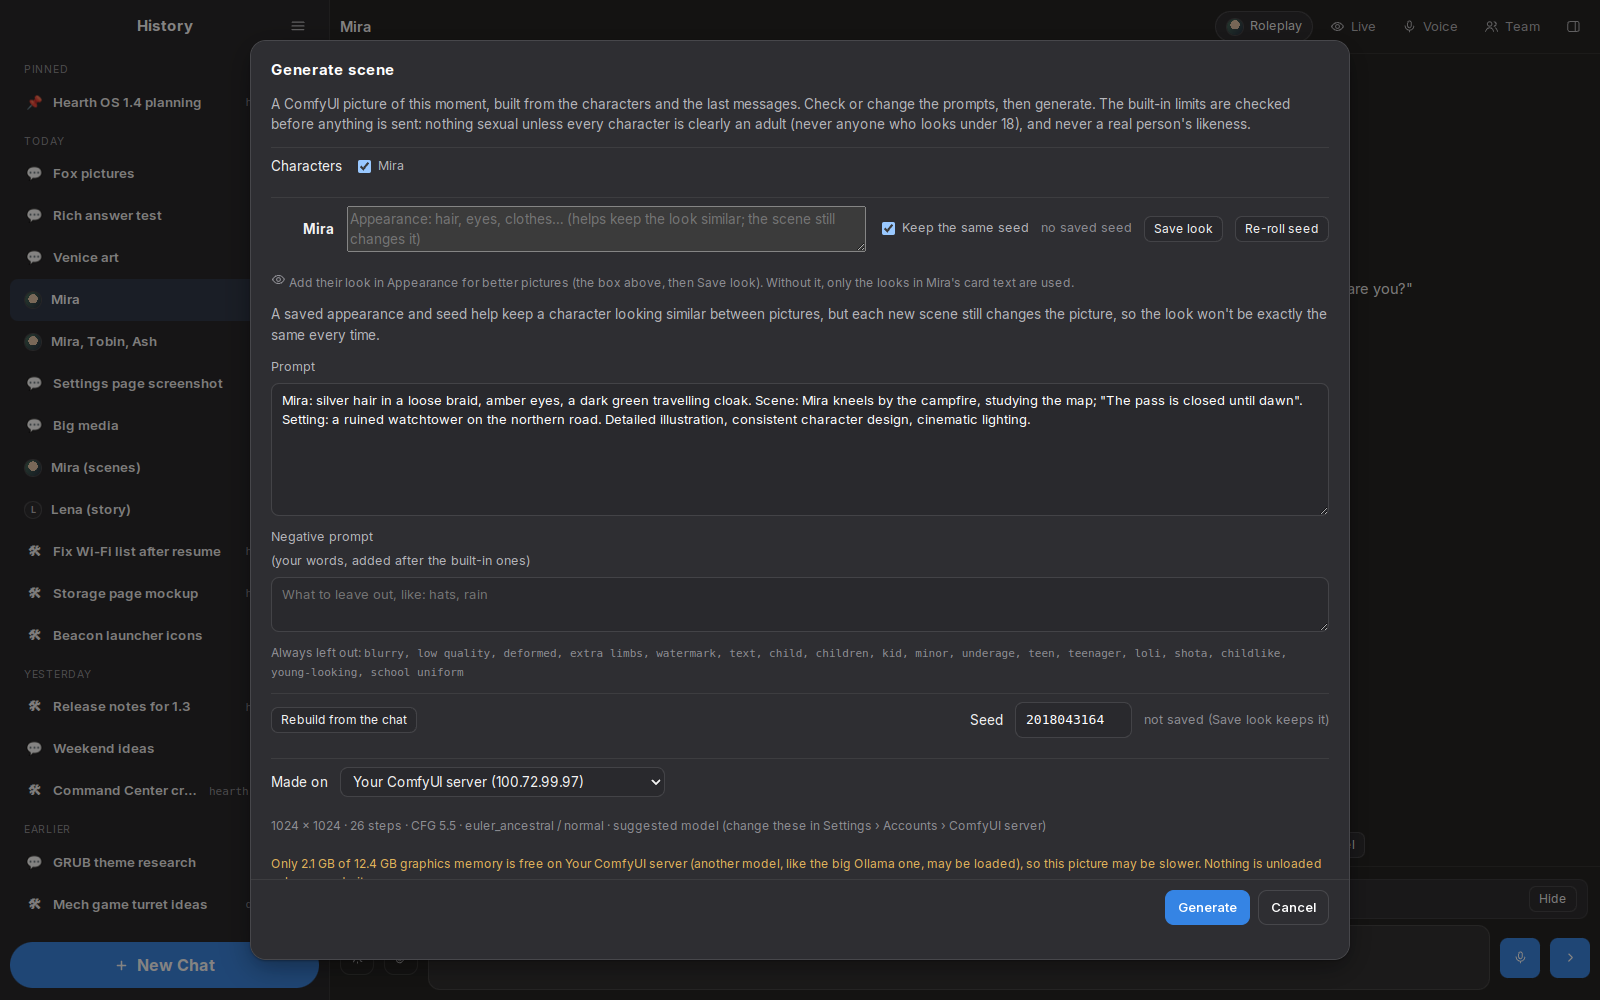 History
Mira
Roleplay
Live
Voice
Team
PINNED
Hearth OS 1.4 planning
TODAY
Fox pictures
Rich answer test
Venice art
Mira
Mira, Tobin, Ash
Settings page screenshot
Big media
Mira (scenes)
L
Lena (story)
Fix Wi-Fi list after resume
Storage page mockup
Beacon launcher icons
YESTERDAY
Release notes for 1.3
Weekend ideas
Command Center cr... hearth
EARLIER
GRUB theme research
Mech game turret ideas
+ New Chat
Generate scene
A ComfyUI picture of this moment, built from the characters and the last messages. Check or change the prompts, then generate. The built-in limits are checked
before anything is sent: nothing sexual unless every character is clearly an adult (never anyone who looks under 18), and never a real person's likeness.
Characters Mira
Mira
Appearance: hair, eyes, clothes... (helps keep the look similar; the scene still
changes it)
Keep the same seed no saved seed Save look Re-roll seed
Add their look in Appearance for better pictures (the box above, then Save look). Without it, only the looks in Mira's card text are used.
A saved appearance and seed help keep a character looking similar between pictures, but each new scene still changes the picture, so the look won't be exactly the
same every time.
Prompt
Mira: silver hair in a loose braid, amber eyes, a dark green travelling cloak. Scene: Mira kneels by the campfire, studying the map; "The pass is closed until dawn".
Setting: a ruined watchtower on the northern road. Detailed illustration, consistent character design, cinematic lighting.
Negative prompt
(your words, added after the built-in ones)
What to leave out, like: hats, rain
Always left out: blurry, low quality, deformed, extra limbs, watermark, text, child, children, kid, minor, underage, teen, teenager, loli, shota, childlike,
young-looking, school uniform
Rebuild from the chat
Seed 2018043164 not saved (Save look keeps it)
Made on Your ComfyUI server (100.72.99.97)
1024 × 1024 · 26 steps · CFG 5.5 · euler_ancestral / normal · suggested model (change these in Settings › Accounts › ComfyUI server)
Only 2.1 GB of 12.4 GB graphics memory is free on Your ComfyUI server (another model, like the big Ollama one, may be loaded), so this picture may be slower. Nothing is unloaded
Generate Cancel
are you?"
Hide